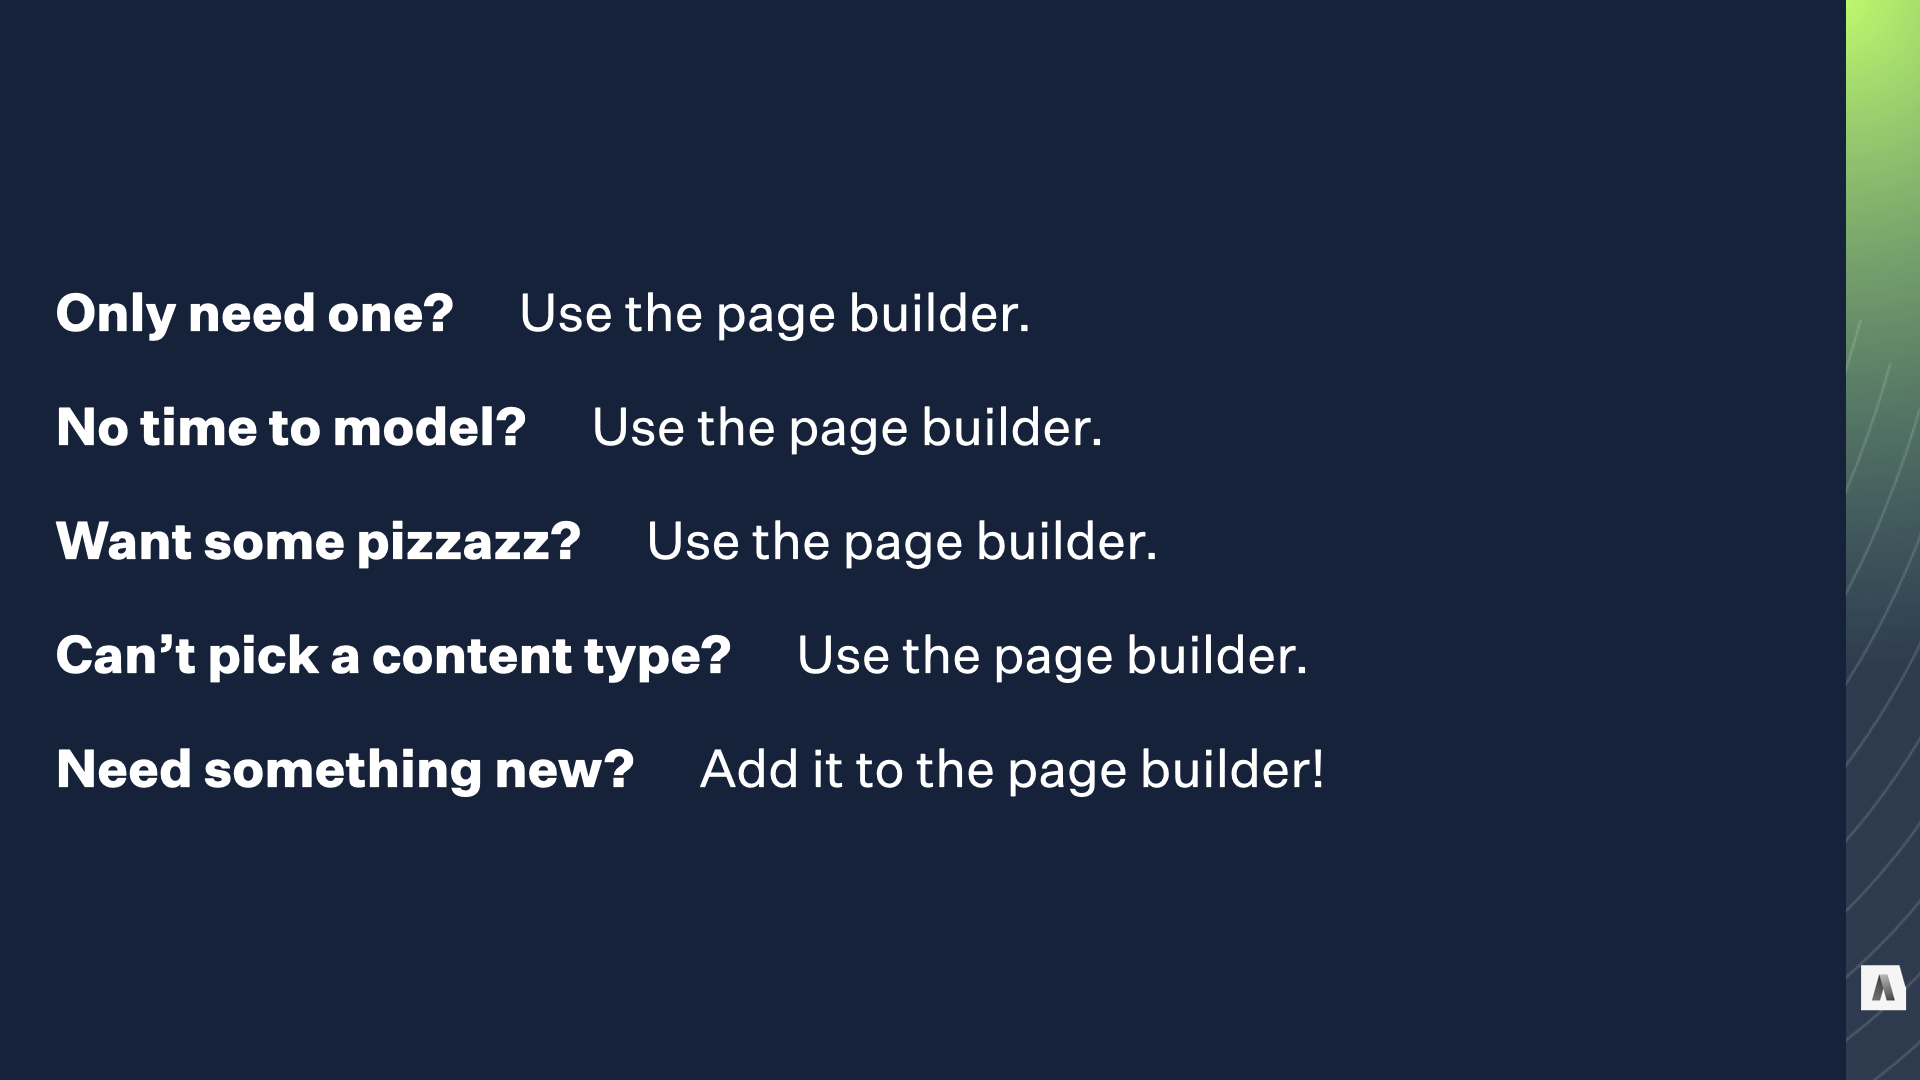 Only need one? Use the page builder.
No time to model? Use the page builder.
Want some pizzazz? Use the page builder.
Can’t pick a content type? Use the page builder.
Need something new? Add it to the page builder!